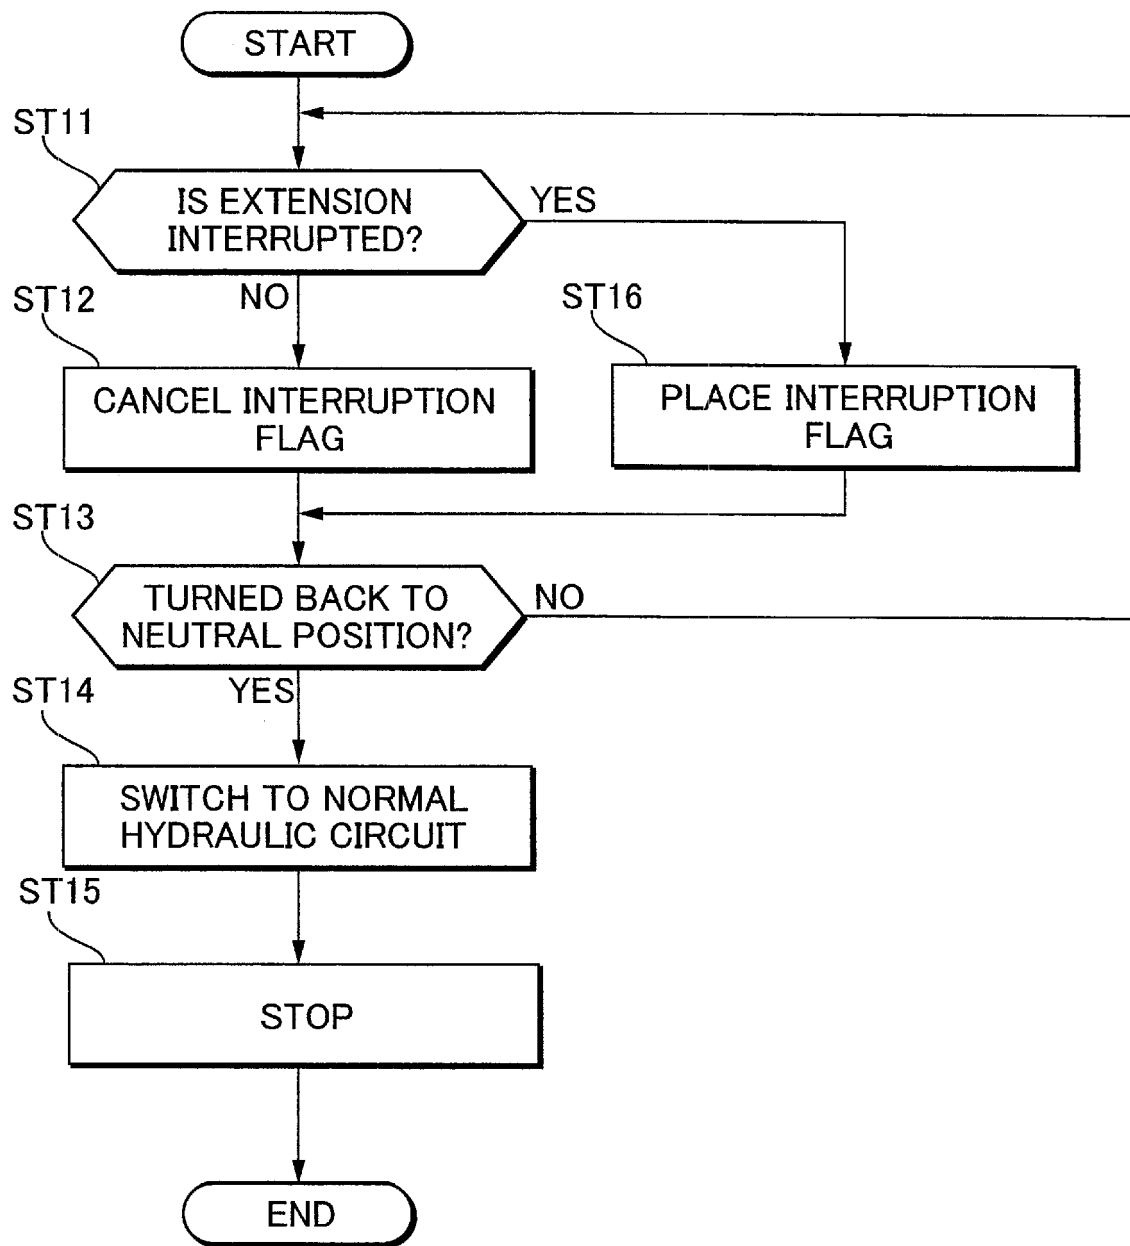 START
ST11
IS EXTENSION
INTERRUPTED?
YES
NO
ST12
ST16
CANCEL INTERRUPTION
FLAG
PLACE INTERRUPTION
FLAG
ST13
TURNED BACK TO
NEUTRAL POSITION?
NO
YES
ST14
SWITCH TO NORMAL
HYDRAULIC CIRCUIT
ST15
STOP
END